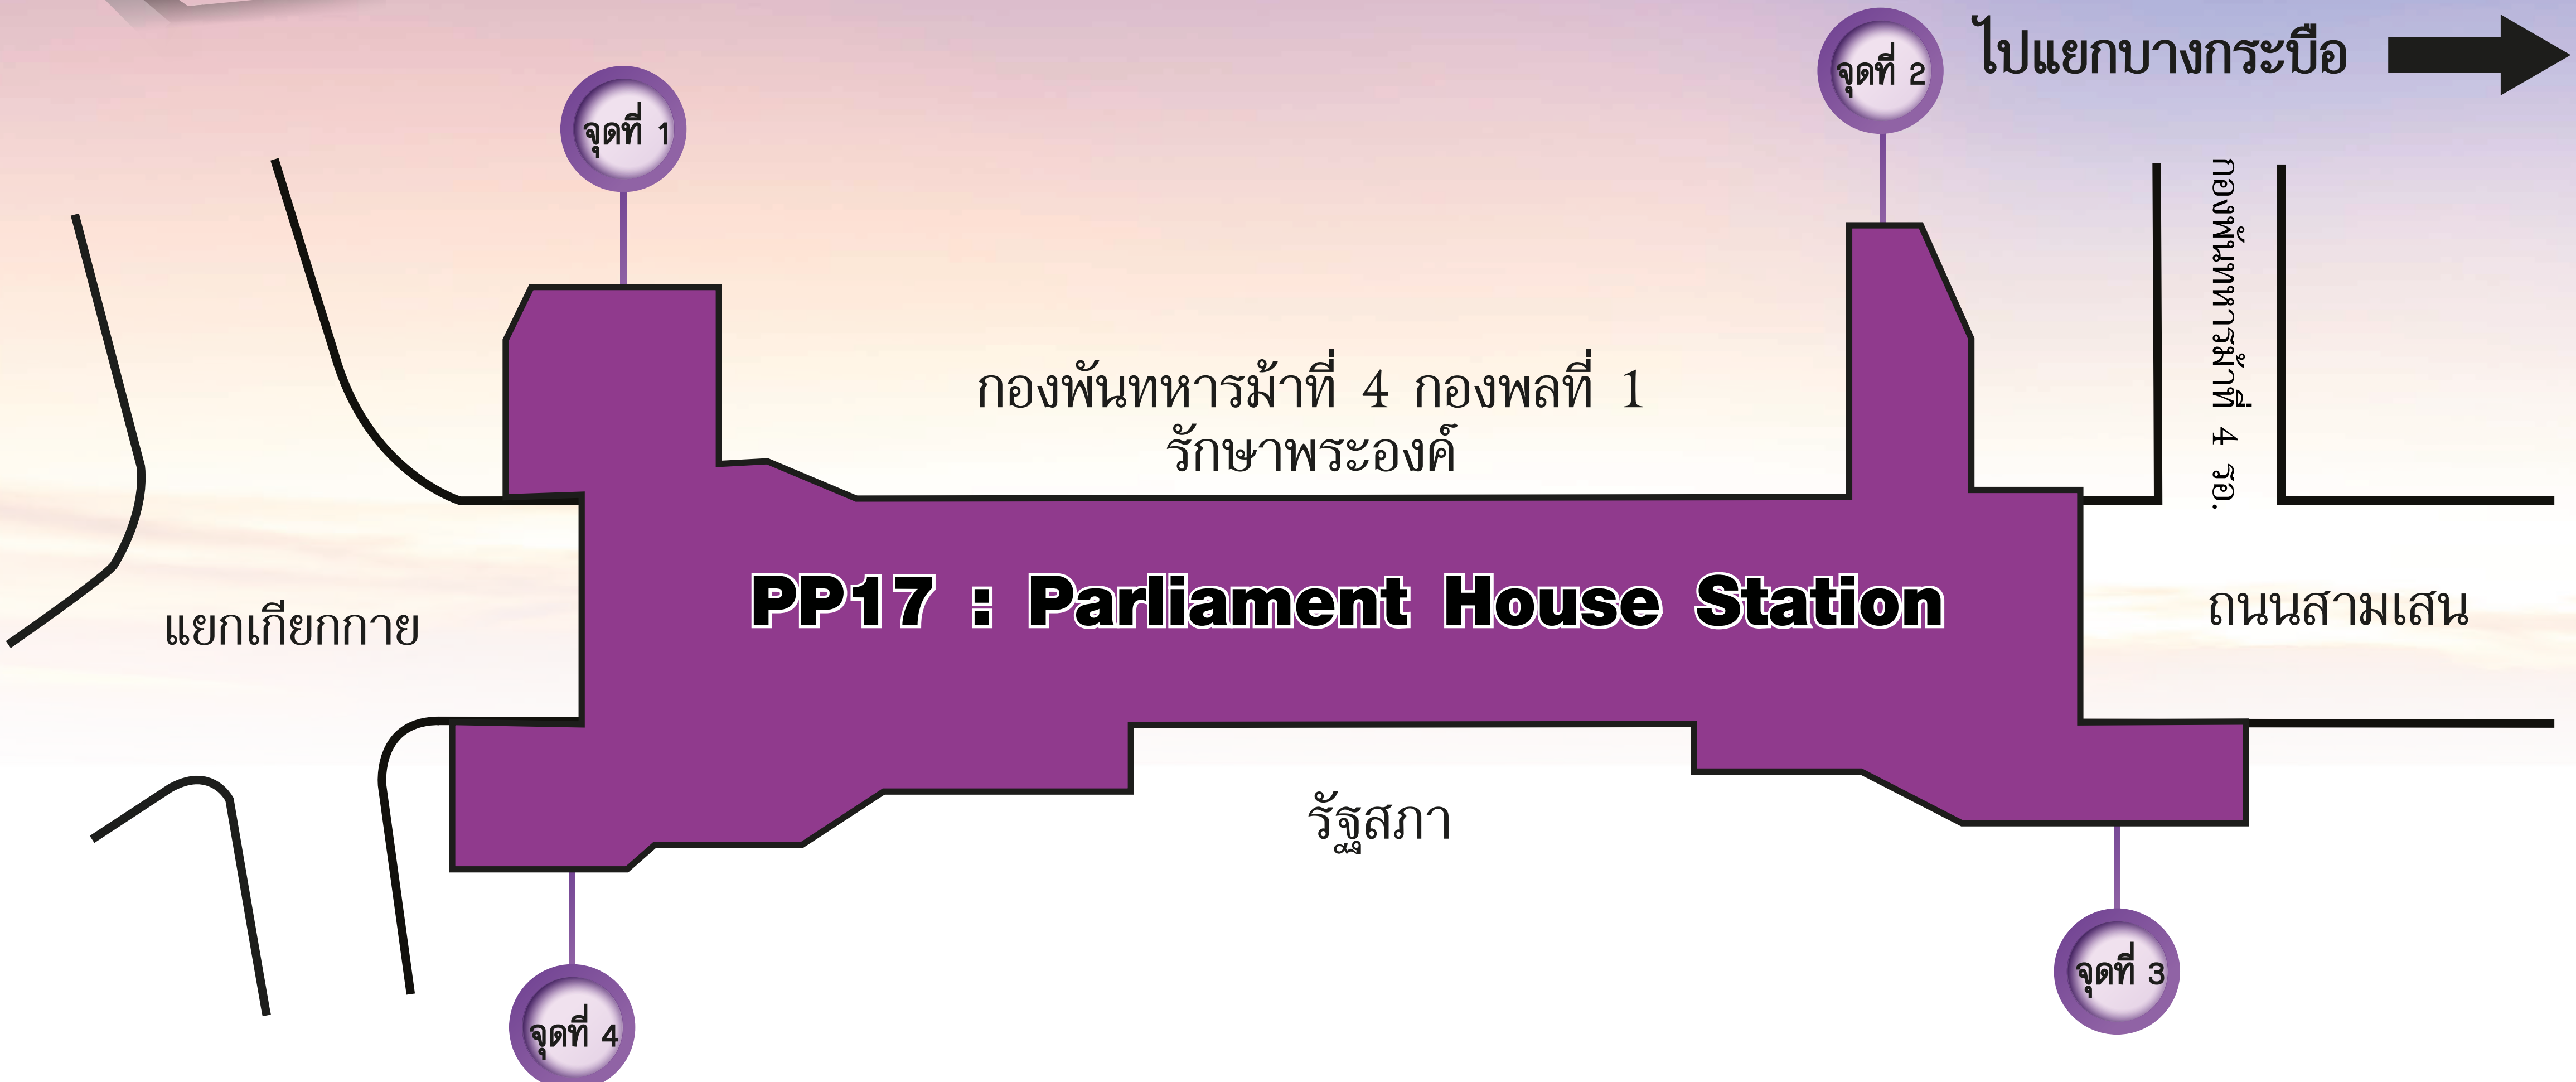 ไปแยกบางกระบือ
จุดที่ 1
จุดที่ 2
กองพันทหารม้าที่ 4 กองพลที่ 1
รักษาพระองค์
กองพันทหารม้าที่ 4 รอ.
PP17 : Parliament House Station
แยกเกียกกาย
ถนนสามเสน
รัฐสภา
จุดที่ 3
จุดที่ 4